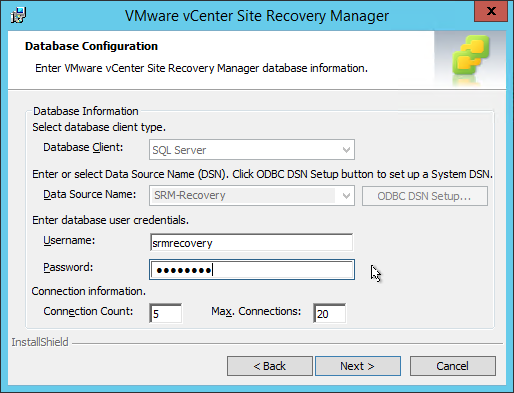 VMware vCenter Site Recovery Manager
x
Database Configuration
Enter VMware vCenter Site Recovery Manager database information.
Database Information
Select database client type.
Database Client:
SQL Server
Enter or select Data Source Name (DSN). Click ODBC DSN Setup button to set up a System DSN.
Data Source Name:
SRM-Recovery
ODBC DSN Setup...
Enter database user credentials.
Username:
srmrecovery
Password:
●●●●●●●●
Connection information.
Connection Count:
5
Max. Connections:
20
InstallShield
< Back
Next >
Cancel